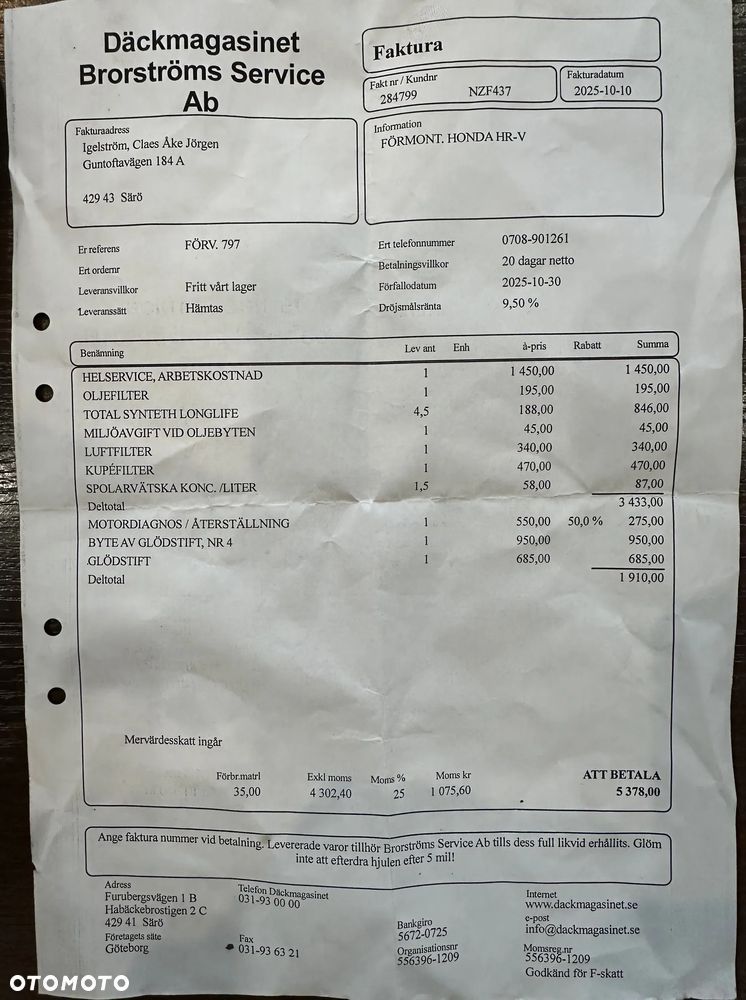 Däckmagasinet
Brorströms Service
Ab
Faktura
Fakt nr / Kundnr
284799 NZF437
Fakturadatum
2025-10-10
Fakturaadress
Igelström, Claes Åke Jörgen
Guntoftavägen 184 A
429 43 Särö
Information
FÖRMONT. HONDA HR-V
Er referens FÖRV. 797
Ert ordernr
Leveransvillkor Fritt vårt lager
Leveranssätt Hämtas
Ert telefonnummer 0708-901261
Betalningsvillkor 20 dagar netto
Förfallodatum 2025-10-30
Dröjsmålsränta 9,50 %
Benämning Lev ant Enh à-pris Rabatt Summa
HELSERVICE, ARBETSKOSTNAD 1 1 450,00 1 450,00
OLJEFILTER 1 195,00 195,00
TOTAL SYNTETH LONGLIFE 4,5 188,00 846,00
MILJÖAVGIFT VID OLJEBYTEN 1 45,00 45,00
LUFTFILTER 1 340,00 340,00
KUPÉFILTER 1 470,00 470,00
SPOLARVÄTSKA KONC. /LITER 1,5 58,00 87,00
Deltotal 3 433,00
MOTORDIAGNOS / ÅTERSTÄLLNING 1 550,00 50,0 % 275,00
BYTE AV GLÖDSTIFT, NR 4 1 950,00 950,00
GLÖDSTIFT 1 685,00 685,00
Deltotal 1 910,00
Mervärdesskatt ingår
Förbr.matrl Exkl moms Moms % Moms kr ATT BETALA
35,00 4 302,40 25 1 075,60 5 378,00
Ange faktura nummer vid betalning. Levererade varor tillhör Brorströms Service Ab tills dess full likvid erhållits. Glöm
inte att efterdra hjulen efter 5 mil!
Adress
Furubergsvägen 1 B
Habäckebrostigen 2 C
429 41 Särö
Företagets säte
Göteborg
Telefon Däckmagasinet
031-93 00 00
Fax
031-93 63 21
Bankgiro
5672-0725
Organisationsnr
556396-1209
Internet
www.dackmagasinet.se
e-post
info@dackmagasinet.se
Momsreg.nr
556396-1209
Godkänd för F-skatt
OTOMOTO